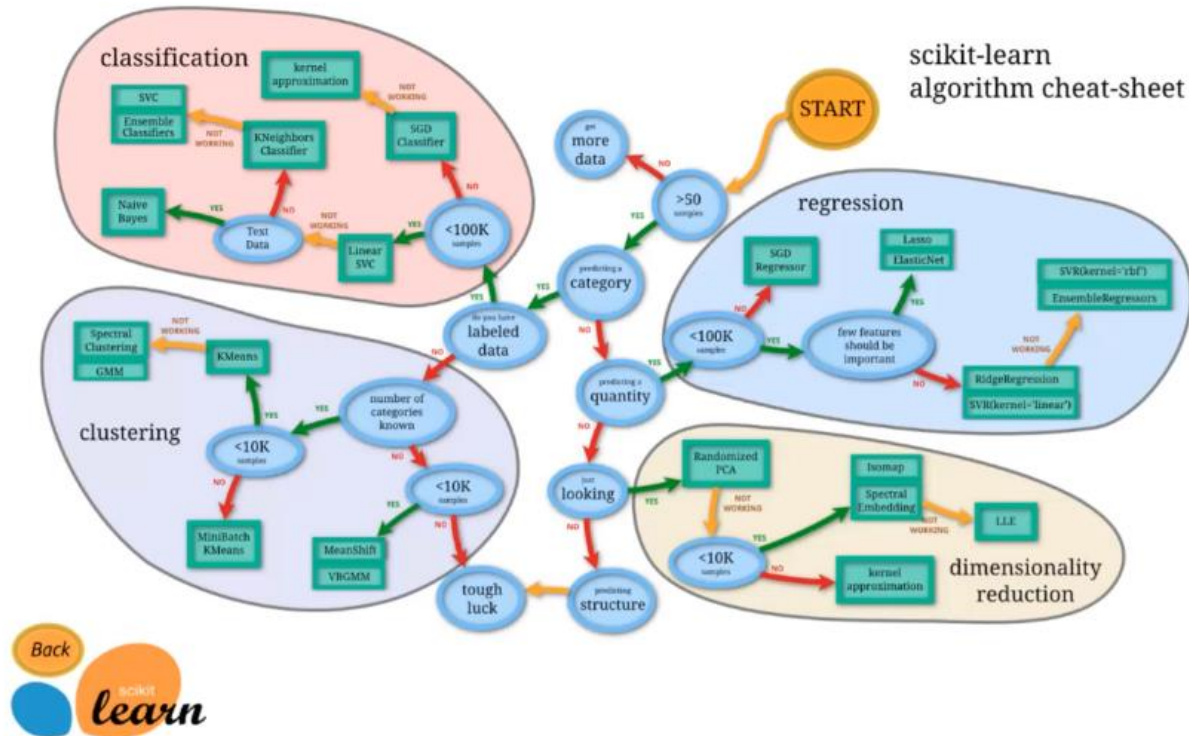 classification
kernel
approximation
NOT
WORKING
SVC
Ensemble
Classifiers
NOT
WORKING
KNeighbors
Classifier
SGD
Classifier
NO
NO
Naive
Bayes
YES
Text
Data
NOT
WORKING
Linear
SVC
YES
<100K
samples
YES
scikit-learn
algorithm cheat-sheet
START
get
more
data
NO
>50
samples
YES
predicting a
category
YES
do you have
labeled
data
NO
NO
predicting a
quantity
YES
NO
just
looking
YES
NO
predicting
structure
tough
luck
regression
SGD
Regressor
NO
<100K
samples
YES
Lasso
ElasticNet
YES
few features
should be
important
NO
RidgeRegression
SVR(kernel='linear')
NOT
WORKING
SVR(kernel='rbf')
EnsembleRegressors
clustering
Spectral
Clustering
GMM
NOT
WORKING
KMeans
YES
<10K
samples
YES
number of
categories
known
NO
NO
MiniBatch
KMeans
<10K
samples
YES
NO
MeanShift
VBGMM
Randomized
PCA
NOT
WORKING
<10K
samples
YES
NO
Isomap
Spectral
Embedding
NOT
WORKING
LLE
kernel
approximation
dimensionality
reduction
Back
scikit
learn